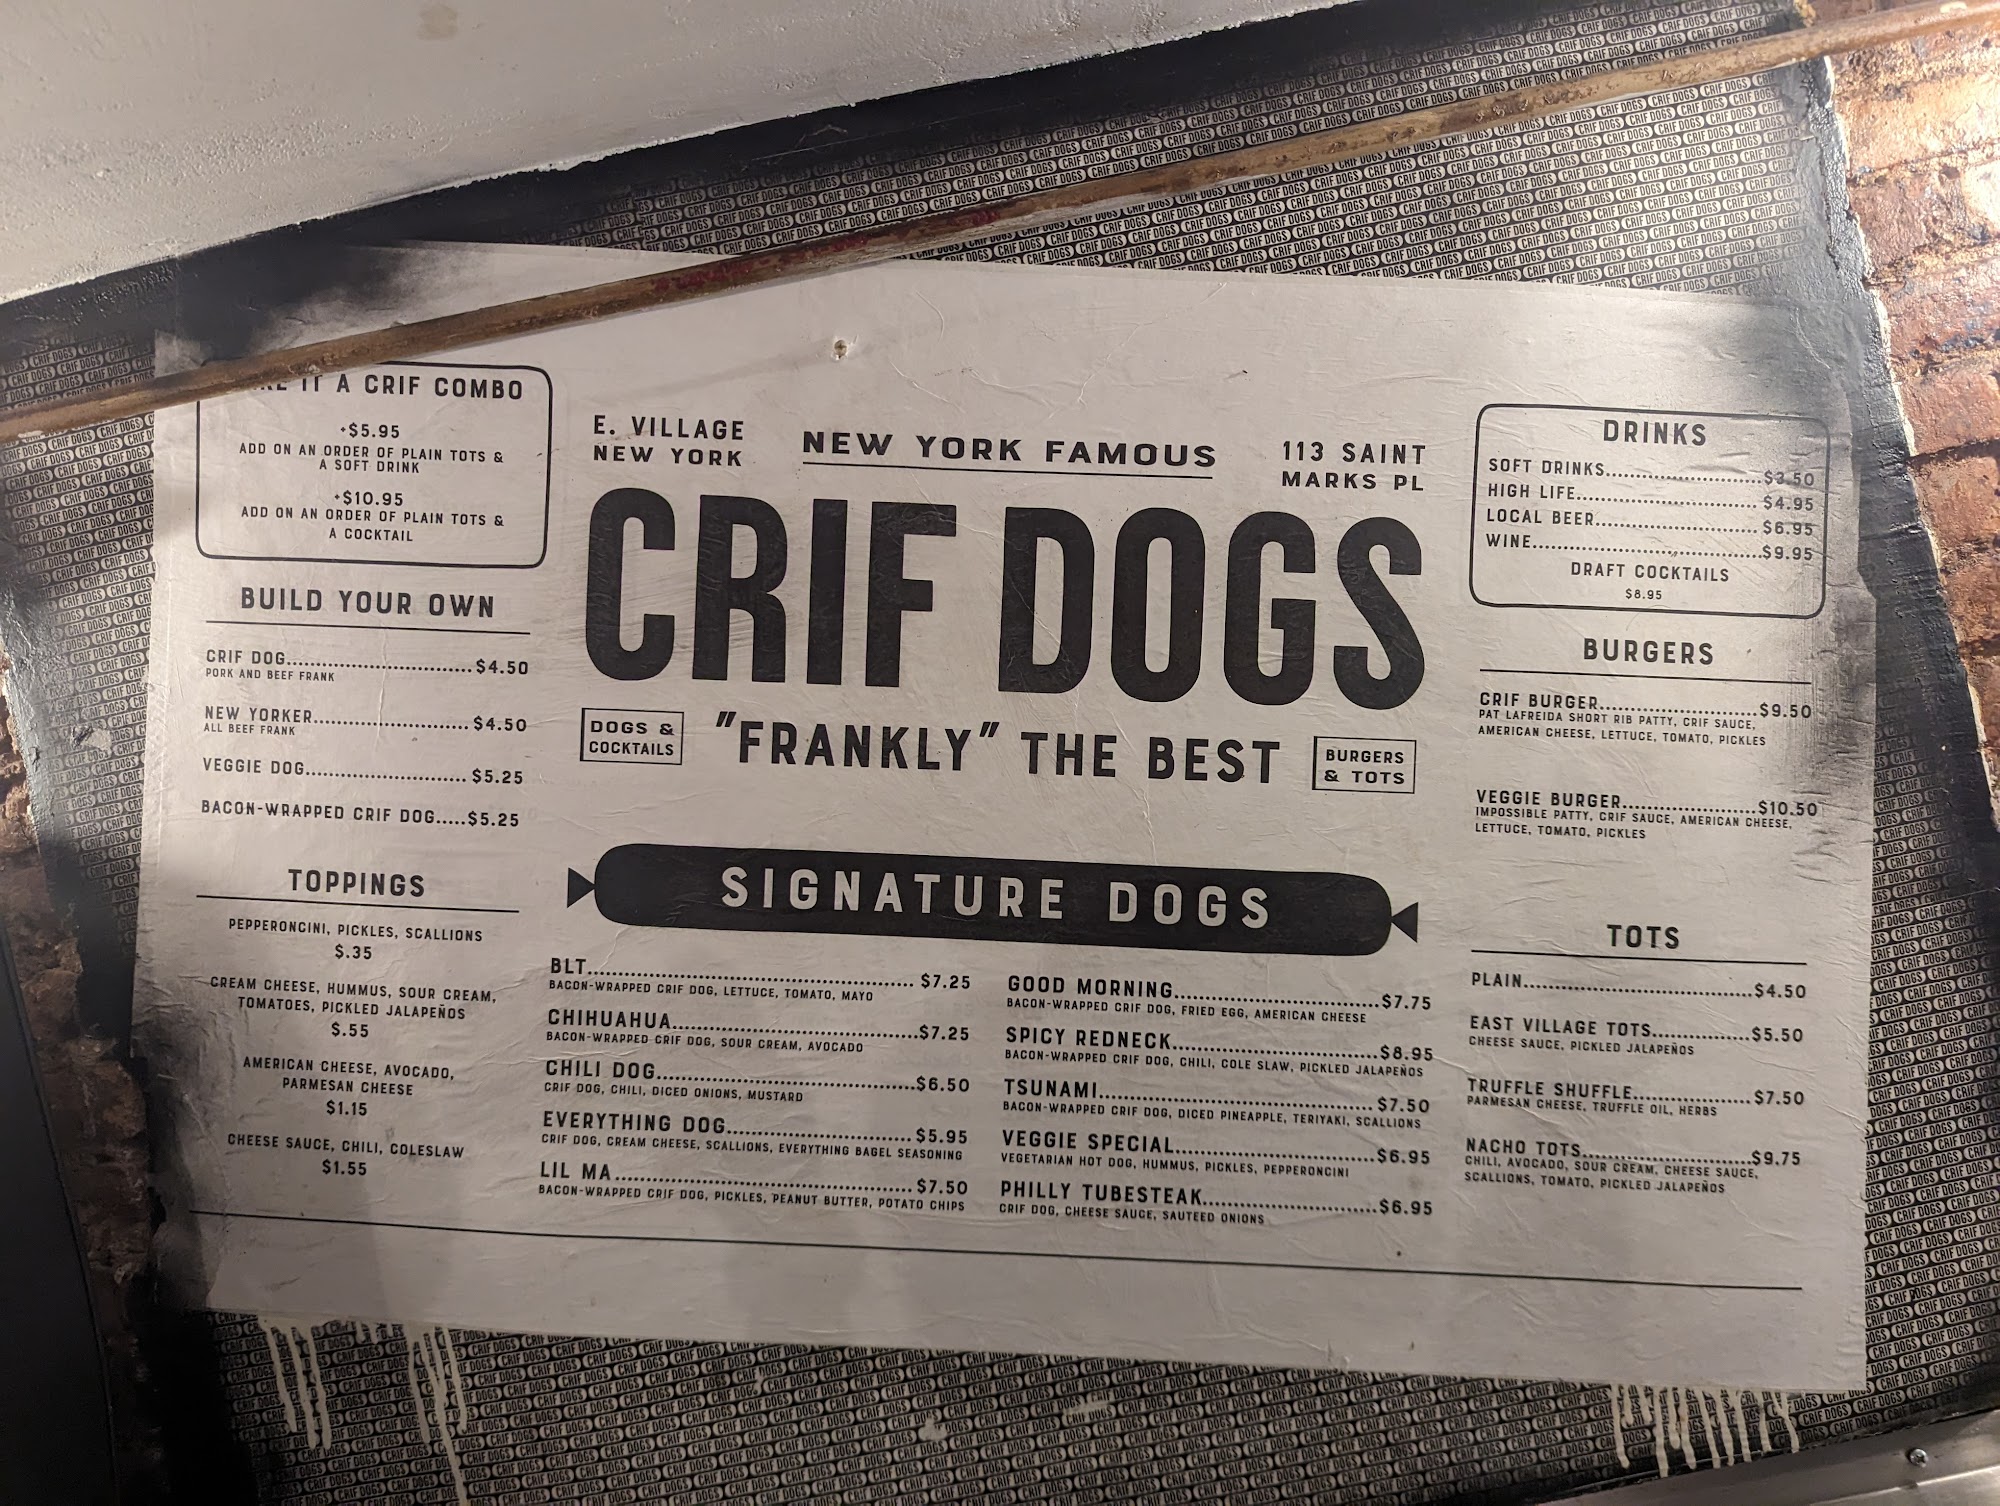 IT A CRIF COMBO
+$5.95
ADD ON AN ORDER OF PLAIN TOTS &
A SOFT DRINK
+$10.95
ADD ON AN ORDER OF PLAIN TOTS &
A COCKTAIL
BUILD YOUR OWN
CRIF DOG.....$4.50
PORK AND BEEF FRANK
NEW YORKER.....$4.50
ALL BEEF FRANK
VEGGIE DOG.....$5.25
BACON-WRAPPED CRIF DOG.....$5.25
TOPPINGS
PEPPERONCINI, PICKLES, SCALLIONS
$.35
CREAM CHEESE, HUMMUS, SOUR CREAM,
TOMATOES, PICKLED JALAPEÑOS
$.55
AMERICAN CHEESE, AVOCADO,
PARMESAN CHEESE
$1.15
CHEESE SAUCE, CHILI, COLESLAW
$1.55
E. VILLAGE
NEW YORK
NEW YORK FAMOUS
113 SAINT
MARKS PL
CRIF DOGS
DOGS &
COCKTAILS
"FRANKLY" THE BEST
BURGERS
& TOTS
SIGNATURE DOGS
BLT.....$7.25
BACON-WRAPPED CRIF DOG, LETTUCE, TOMATO, MAYO
CHIHUAHUA.....$7.25
BACON-WRAPPED CRIF DOG, SOUR CREAM, AVOCADO
CHILI DOG.....$6.50
CRIF DOG, CHILI, DICED ONIONS, MUSTARD
EVERYTHING DOG.....$5.95
CRIF DOG, CREAM CHEESE, SCALLIONS, EVERYTHING BAGEL SEASONING
LIL MA.....$7.50
BACON-WRAPPED CRIF DOG, PICKLES, PEANUT BUTTER, POTATO CHIPS
GOOD MORNING.....$7.75
BACON-WRAPPED CRIF DOG, FRIED EGG, AMERICAN CHEESE
SPICY REDNECK.....$8.95
BACON-WRAPPED CRIF DOG, CHILI, COLE SLAW, PICKLED JALAPEÑOS
TSUNAMI.....$7.50
BACON-WRAPPED CRIF DOG, DICED PINEAPPLE, TERIYAKI, SCALLIONS
VEGGIE SPECIAL.....$6.95
VEGETARIAN HOT DOG, HUMMUS, PICKLES, PEPPERONCINI
PHILLY TUBESTEAK.....$6.95
CRIF DOG, CHEESE SAUCE, SAUTEED ONIONS
DRINKS
SOFT DRINKS.....$3.50
HIGH LIFE.....$4.95
LOCAL BEER.....$6.95
WINE.....$9.95
DRAFT COCKTAILS
$8.95
BURGERS
CRIF BURGER.....$9.50
PAT LAFREIDA SHORT RIB PATTY, CRIF SAUCE,
AMERICAN CHEESE, LETTUCE, TOMATO, PICKLES
VEGGIE BURGER.....$10.50
IMPOSSIBLE PATTY, CRIF SAUCE, AMERICAN CHEESE,
LETTUCE, TOMATO, PICKLES
TOTS
PLAIN.....$4.50
EAST VILLAGE TOTS.....$5.50
CHEESE SAUCE, PICKLED JALAPEÑOS
TRUFFLE SHUFFLE.....$7.50
PARMESAN CHEESE, TRUFFLE OIL, HERBS
NACHO TOTS.....$9.75
CHILI, AVOCADO, SOUR CREAM, CHEESE SAUCE,
SCALLIONS, TOMATO, PICKLED JALAPEÑOS